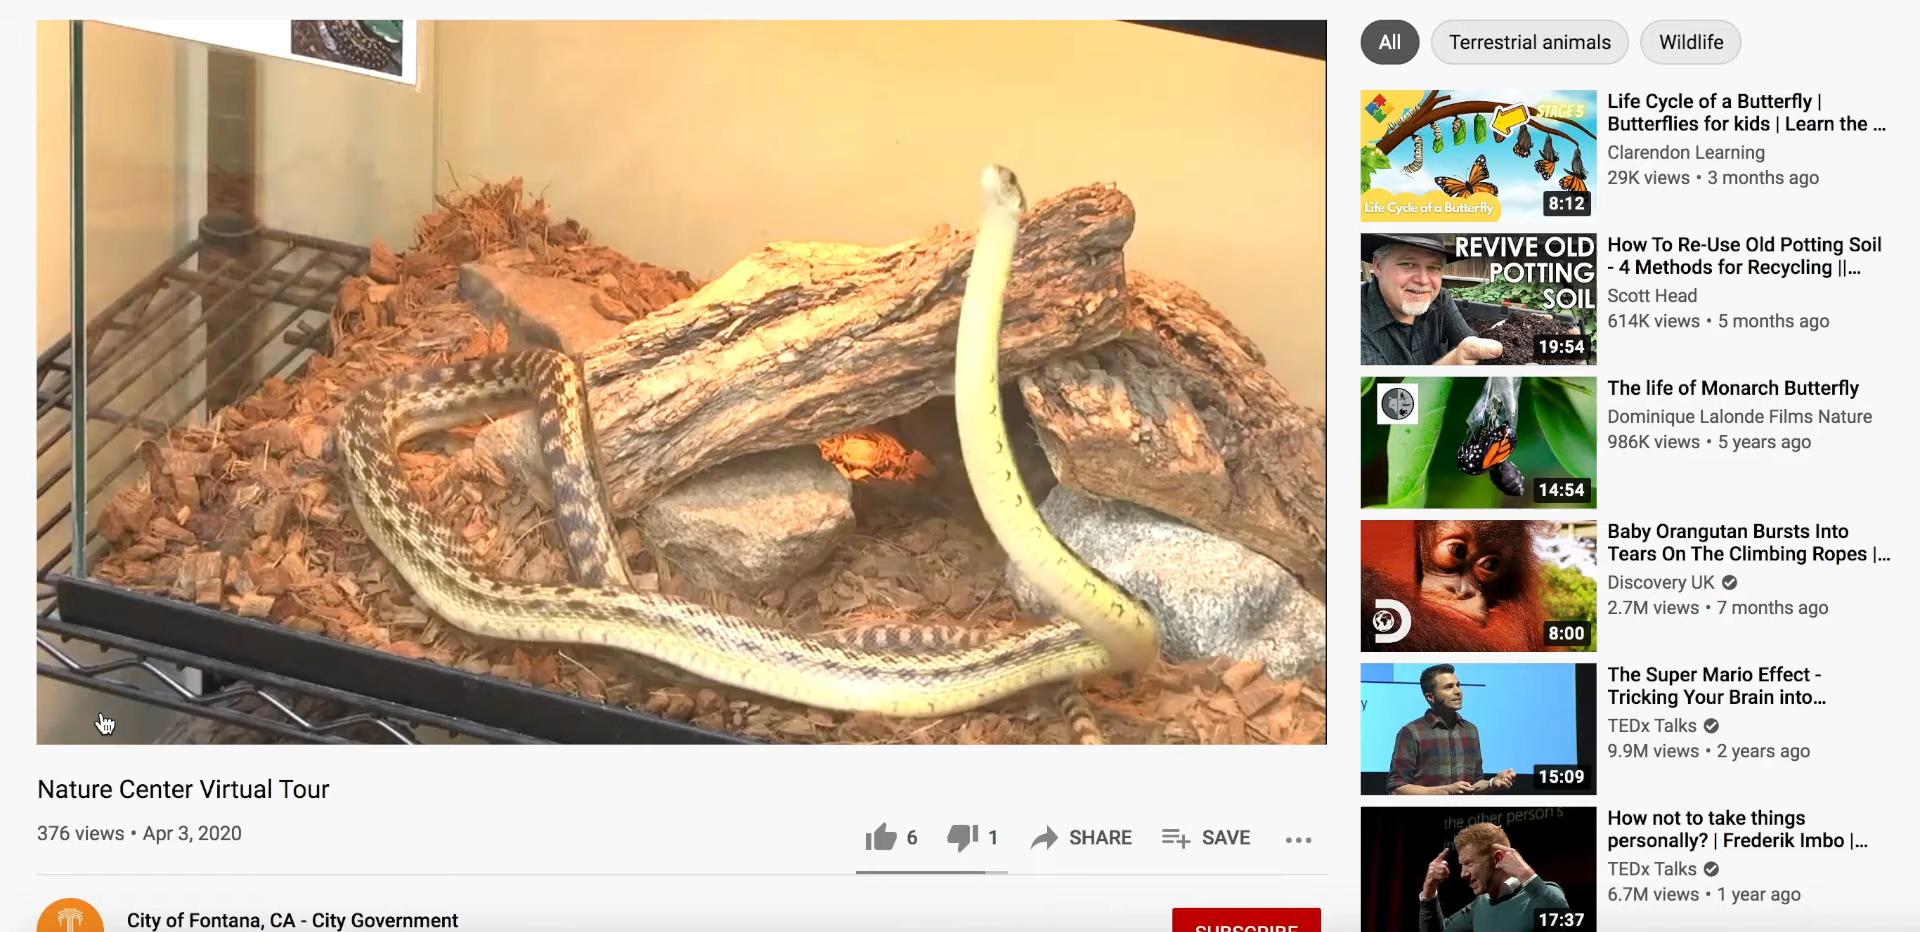 All
Terrestrial animals
Wildlife
STAGE 3
Life Cycle of a Butterfly
8:12
Life Cycle of a Butterfly |
Butterflies for kids | Learn the ...
Clarendon Learning
29K views • 3 months ago
REVIVE OLD
POTTING
SOIL
19:54
How To Re-Use Old Potting Soil
- 4 Methods for Recycling ||...
Scott Head
614K views • 5 months ago
14:54
The life of Monarch Butterfly
Dominique Lalonde Films Nature
986K views • 5 years ago
8:00
Baby Orangutan Bursts Into
Tears On The Climbing Ropes |...
Discovery UK
2.7M views • 7 months ago
y
15:09
The Super Mario Effect -
Tricking Your Brain into...
TEDx Talks
9.9M views • 2 years ago
the other person's
17:37
How not to take things
personally? | Frederik Imbo |...
TEDx Talks
6.7M views • 1 year ago
Nature Center Virtual Tour
376 views • Apr 3, 2020
6
1
SHARE
SAVE
City of Fontana, CA - City Government
SUBSCRIBE